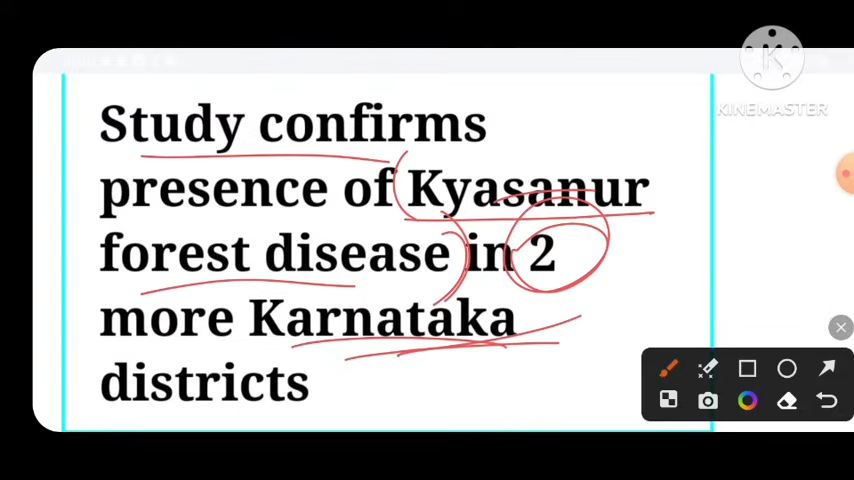 K
KINEMASTER
Study confirms
presence of Kyasanur
forest disease in 2
more Karnataka
districts